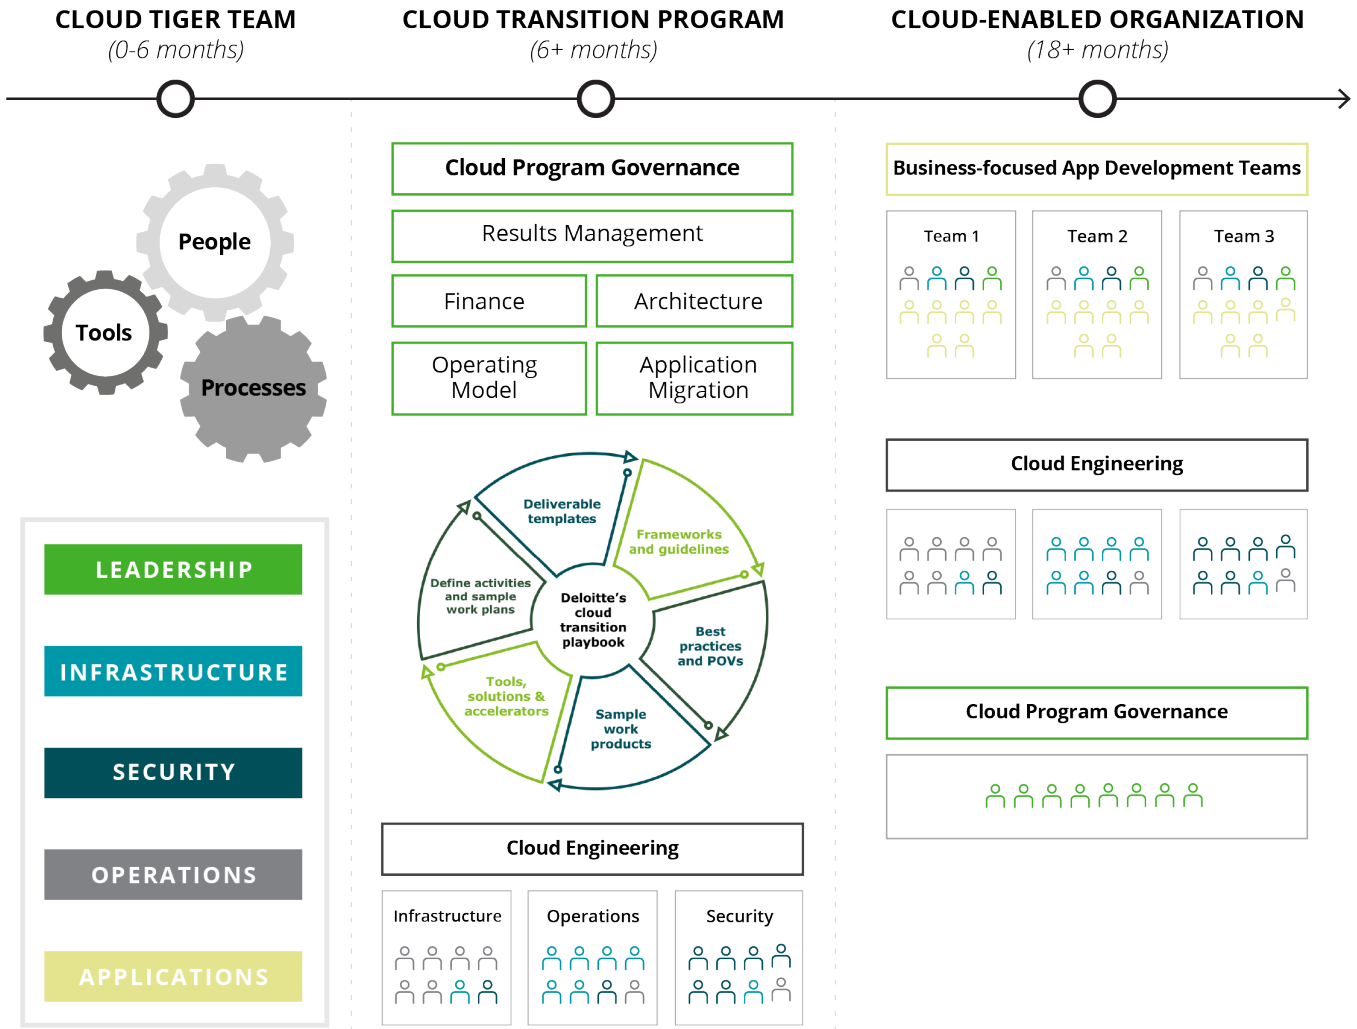 CLOUD TIGER TEAM
(0-6 months)
People
Tools
Processes
LEADERSHIP
INFRASTRUCTURE
SECURITY
OPERATIONS
APPLICATIONS
CLOUD TRANSITION PROGRAM
(6+ months)
Cloud Program Governance
Results Management
Finance
Architecture
Operating
Model
Application
Migration
Deliverable
templates
Frameworks
and guidelines
Best
practices
and POVs
Sample
work
products
Tools,
solutions &
accelerators
Define activities
and sample
work plans
Deloitte's
cloud
transition
playbook
Cloud Engineering
Infrastructure
Operations
Security
CLOUD-ENABLED ORGANIZATION
(18+ months)
Business-focused App Development Teams
Team 1
Team 2
Team 3
Cloud Engineering
Cloud Program Governance